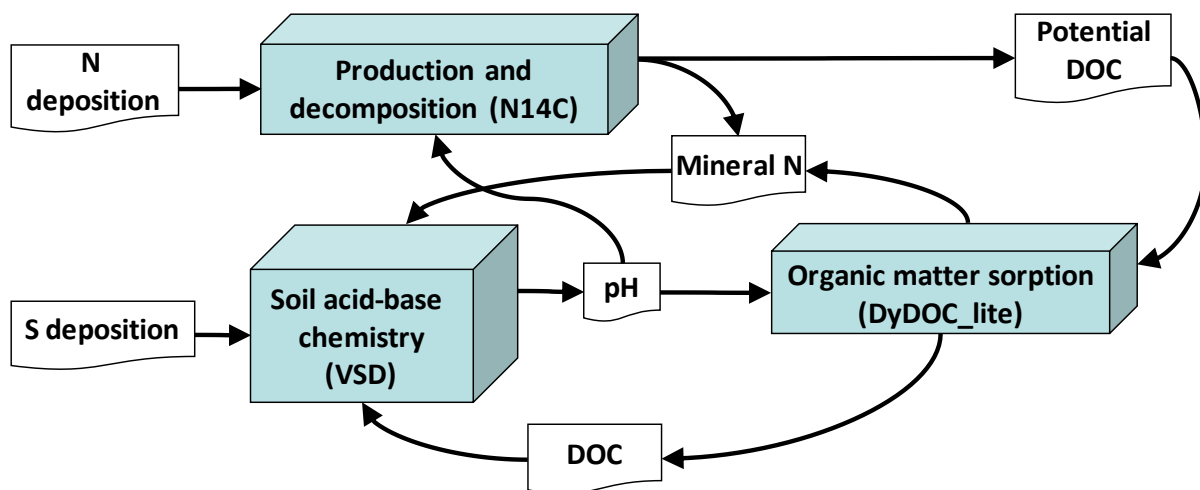 N
deposition
Production and
decomposition (N14C)
Potential
DOC
Mineral N
S deposition
Soil acid-base
chemistry
(VSD)
pH
Organic matter sorption
(DyDOC_lite)
DOC